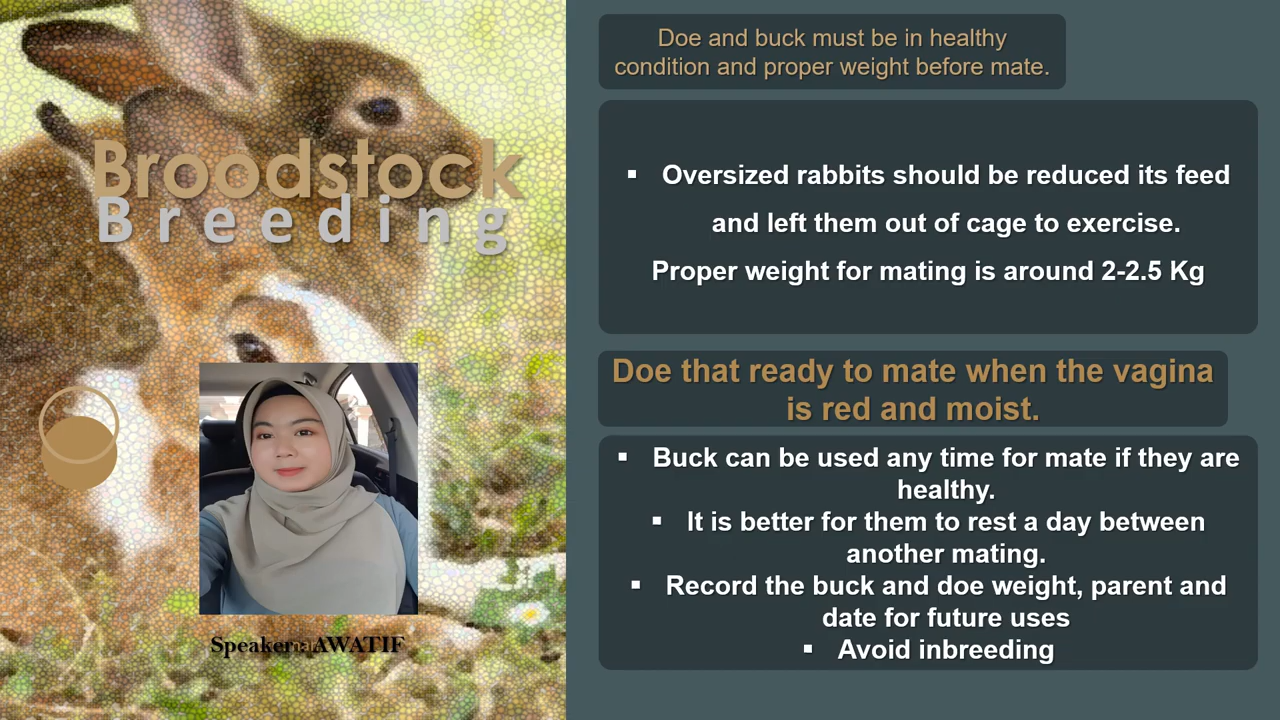 Broodstock
Breeding
Speaker: AWATIF
Doe and buck must be in healthy
condition and proper weight before mate.
▪ Oversized rabbits should be reduced its feed
and left them out of cage to exercise.
Proper weight for mating is around 2-2.5 Kg
Doe that ready to mate when the vagina
is red and moist.
▪ Buck can be used any time for mate if they are
healthy.
▪ It is better for them to rest a day between
another mating.
▪ Record the buck and doe weight, parent and
date for future uses
▪ Avoid inbreeding